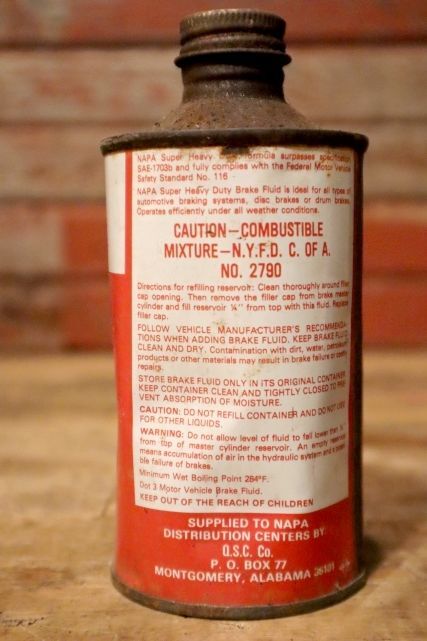 NAPA Super Heavy Duty formula surpasses specification
SAE-1703b and fully complies with the Federal Motor Vehicle
Safety Standard No. 116
NAPA Super Heavy Duty Brake Fluid is ideal for all types of
automotive braking systems, disc brakes or drum brakes.
Operates efficiently under all weather conditions.
CAUTION—COMBUSTIBLE
MIXTURE—N.Y.F.D. C. OF A.
NO. 2790
Directions for refilling reservoir: Clean thoroughly around filler
cap opening. Then remove the filler cap from brake master
cylinder and fill reservoir ¼" from top with this fluid. Replace
filler cap.
FOLLOW VEHICLE MANUFACTURER'S RECOMMENDA-
TIONS WHEN ADDING BRAKE FLUID. KEEP BRAKE FLUID
CLEAN AND DRY. Contamination with dirt, water, petroleum
products or other materials may result in brake failure or costly
repairs.
STORE BRAKE FLUID ONLY IN ITS ORIGINAL CONTAINER.
KEEP CONTAINER CLEAN AND TIGHTLY CLOSED TO PRE-
VENT ABSORPTION OF MOISTURE.
CAUTION: DO NOT REFILL CONTAINER AND DO NOT USE
FOR OTHER LIQUIDS.
WARNING: Do not allow level of fluid to fall lower than
from top of master cylinder reservoir. An empty reservoir
means accumulation of air in the hydraulic system and a possi-
ble failure of brakes.
Minimum Wet Boiling Point 284°F.
Dot 3 Motor Vehicle Brake Fluid.
KEEP OUT OF THE REACH OF CHILDREN
SUPPLIED TO NAPA
DISTRIBUTION CENTERS BY
Q.S.C. Co.
P. O. BOX 77
MONTGOMERY, ALABAMA 36101